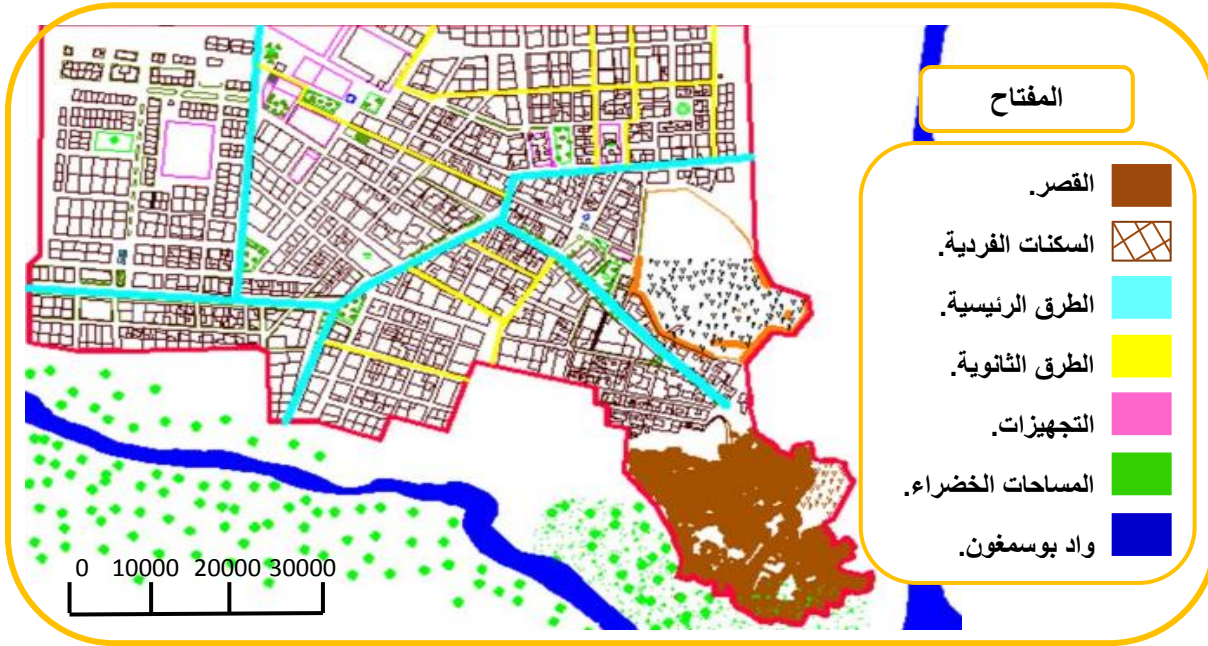 المفتاح
القصر.
السكنات الفردية.
الطرق الرئيسية.
الطرق الثانوية.
التجهيزات.
المساحات الخضراء.
واد بوسمغون.
0 10000 20000 30000